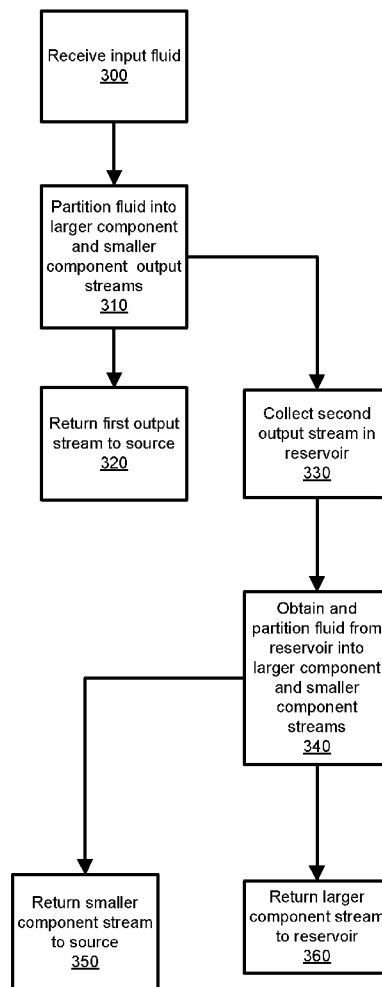 Receive input fluid
300
Partition fluid into
larger component
and smaller
component output
streams
310
Return first output
stream to source
320
Collect second
output stream in
reservoir
330
Obtain and
partition fluid from
reservoir into
larger component
and smaller
component
streams
340
Return smaller
component stream
to source
350
Return larger
component stream
to reservoir
360